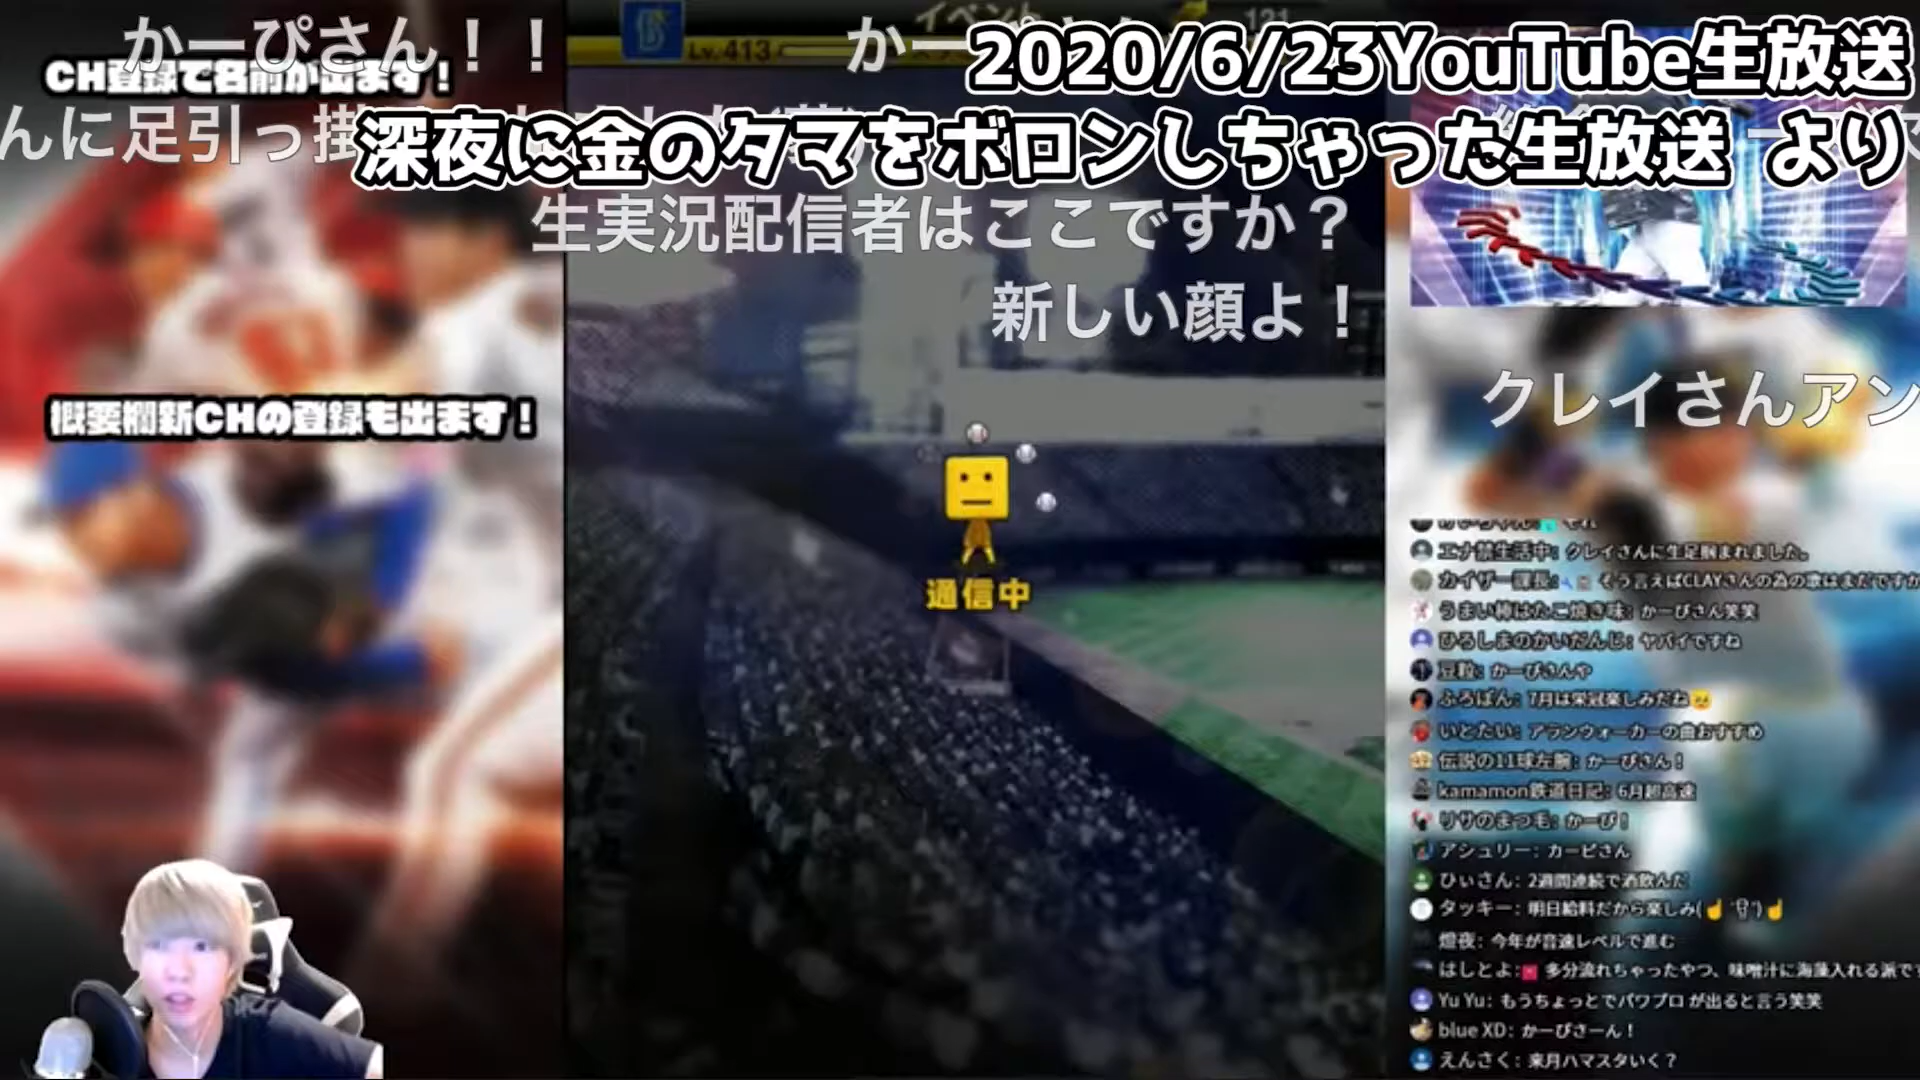 かーぴさん！！
CH登録で名前が出ます！
イベント
121
Lv.413
かー
2020/6/23YouTube生放送
んに足引っ掛
深夜に金のタマをボロンしちゃった生放送 より
生実況配信者はここですか？
新しい顔よ！
クレイさんアン
概要欄新CHの登録も出ます！
通信中
エナ禁生活中: クレイさんに生足掴まれました。
カイザー課長: そう言えばCLAYさんの為の歌はまだですか
うまい棒はたこ焼き味: かーぴさん笑笑
ひろしまのかいだんじ: ヤバイですね
豆粒: かーぴさんや
ふろぽん: 7月は栄冠楽しみだね🥺
いとたい: アランウォーカーの曲おすすめ
伝説の11球左腕: かーぴさん！
kamamon鉄道日記: 6月超高速
リサのまつ毛: かーぴ！
アシュリー: カービさん
ひぃさん: 2週間連続で酒飲んだ
タッキー: 明日給料だから楽しみ
燈夜: 今年が音速レベルで進む
はしとよ: 多分流れちゃったやつ、味噌汁に海藻入れる派で
Yu Yu: もうちょっとでパワプロが出ると言う笑笑
blue XD: かーぴさーん！
えんさく: 来月ハマスタいく？